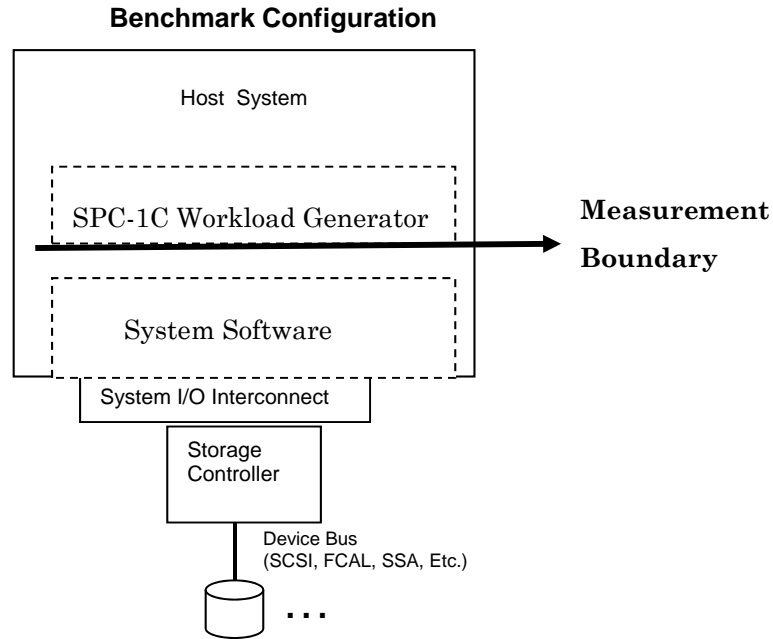 Benchmark Configuration
Host System
SPC-1C Workload Generator
Measurement
Boundary
System Software
System I/O Interconnect
Storage
Controller
Device Bus
(SCSI, FCAL, SSA, Etc.)
...